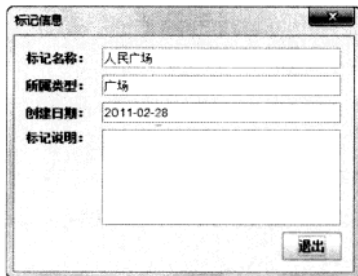 标记信息
标记名称： 人民广场
所属类型： 广场
创建日期： 2011-02-28
标记说明：
退出